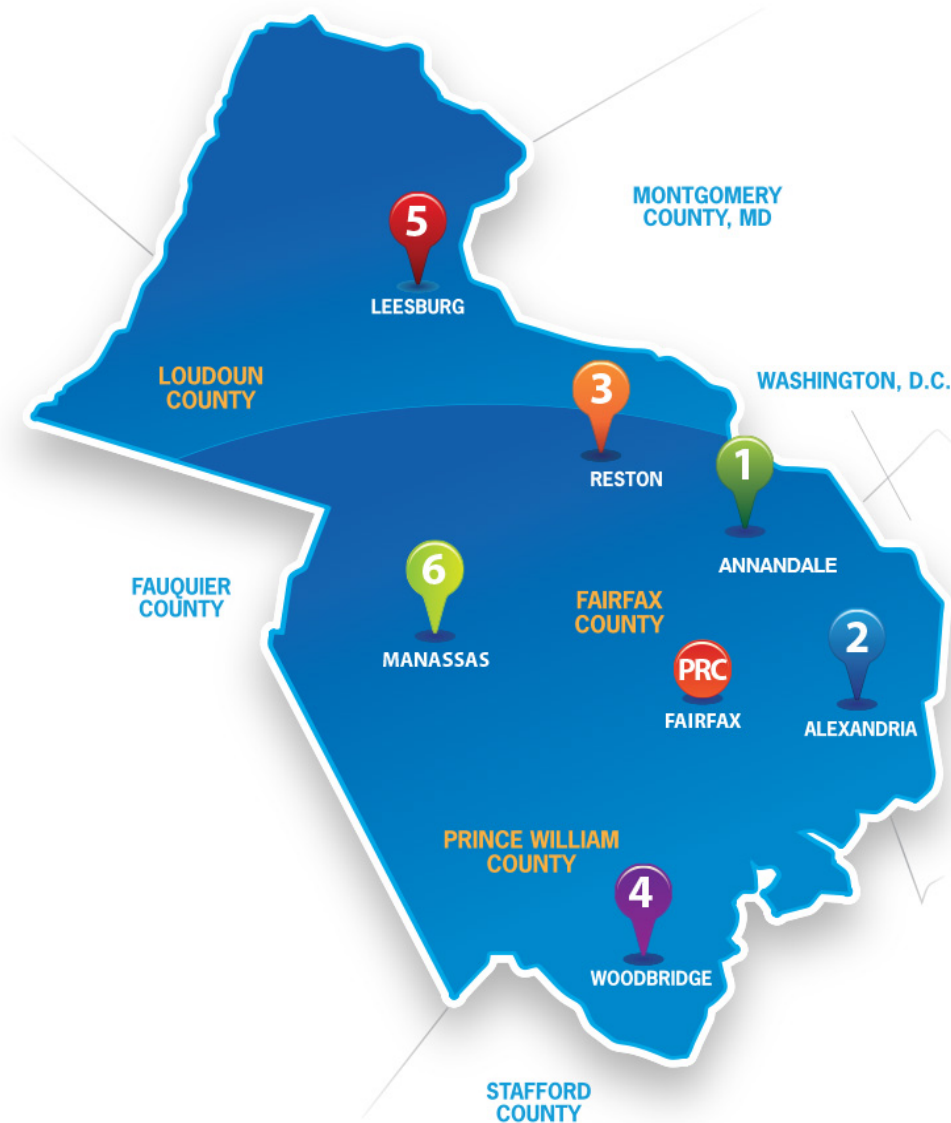 MONTGOMERY
COUNTY, MD
5
LEESBURG
LOUDOUN
COUNTY
3
RESTON
WASHINGTON, D.C.
1
ANNANDALE
FAUQUIER
COUNTY
6
MANASSAS
FAIRFAX
COUNTY
2
ALEXANDRIA
PRC
FAIRFAX
PRINCE WILLIAM
COUNTY
4
WOODBRIDGE
STAFFORD
COUNTY